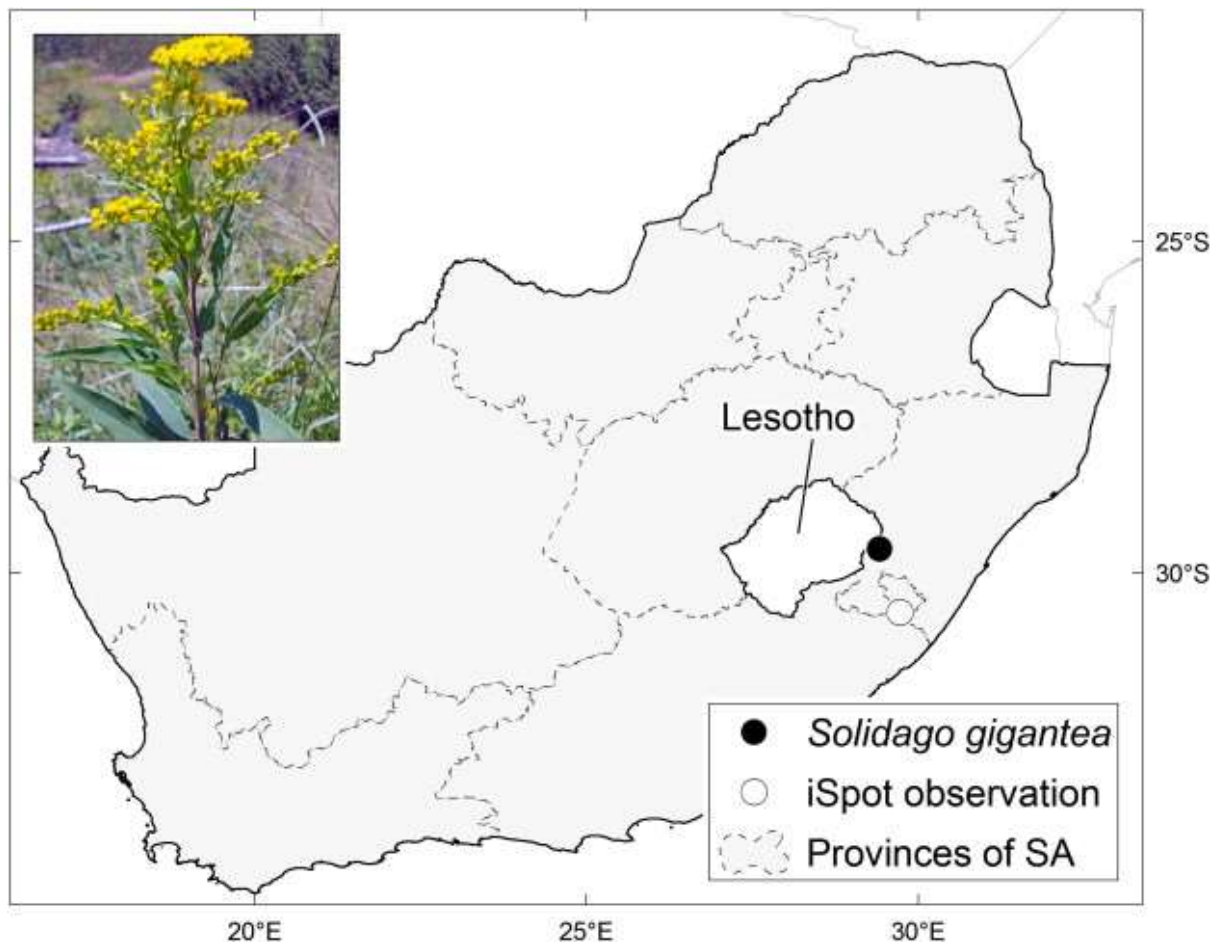 25°S
Lesotho
30°S
Solidago gigantea
iSpot observation
Provinces of SA
20°E
25°E
30°E